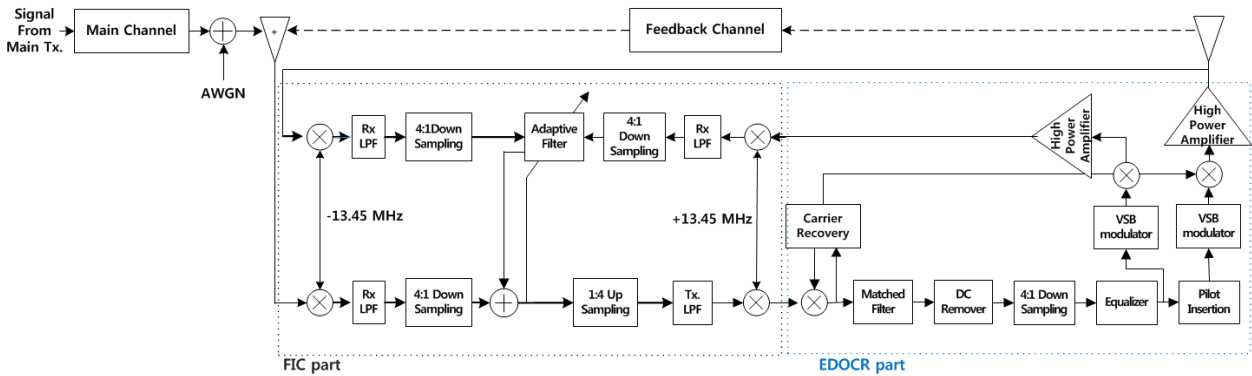 Signal
From
Main Tx.
Main Channel
+
AWGN
+
Feedback Channel
Rx
LPF
4:1Down
Sampling
Adaptive
Filter
4:1
Down
Sampling
Rx
LPF
High
Power
Amplifier
High
Power
Amplifier
-13.45 MHz
+13.45 MHz
Carrier
Recovery
VSB
modulator
VSB
modulator
Rx
LPF
4:1 Down
Sampling
1:4 Up
Sampling
Tx.
LPF
Matched
Filter
DC
Remover
4:1 Down
Sampling
Equalizer
Pilot
Insertion
FIC part
EDOCR part